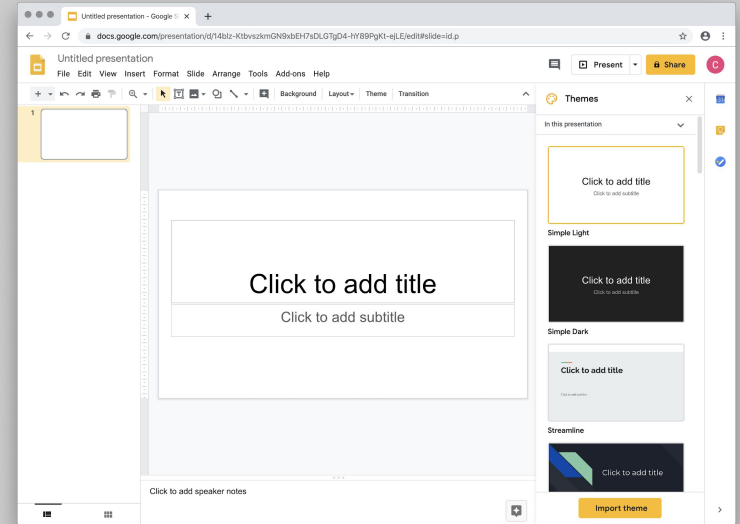 Untitled presentation - Google S
docs.google.com/presentation/d/14blz-KtbvszkmGN9xbEH7sDLGTgD4-hY89PgKt-ejLE/edit#slide=id.p
Untitled presentation
File Edit View Insert Format Slide Arrange Tools Add-ons Help
Present
Share
C
Background Layout Theme Transition
1
Click to add title
Click to add subtitle
Click to add speaker notes
Themes
In this presentation
Click to add title
Click to add subtitle
Simple Light
Click to add title
Click to add subtitle
Simple Dark
Click to add title
Click to add subtitle
Streamline
Click to add title
Import theme